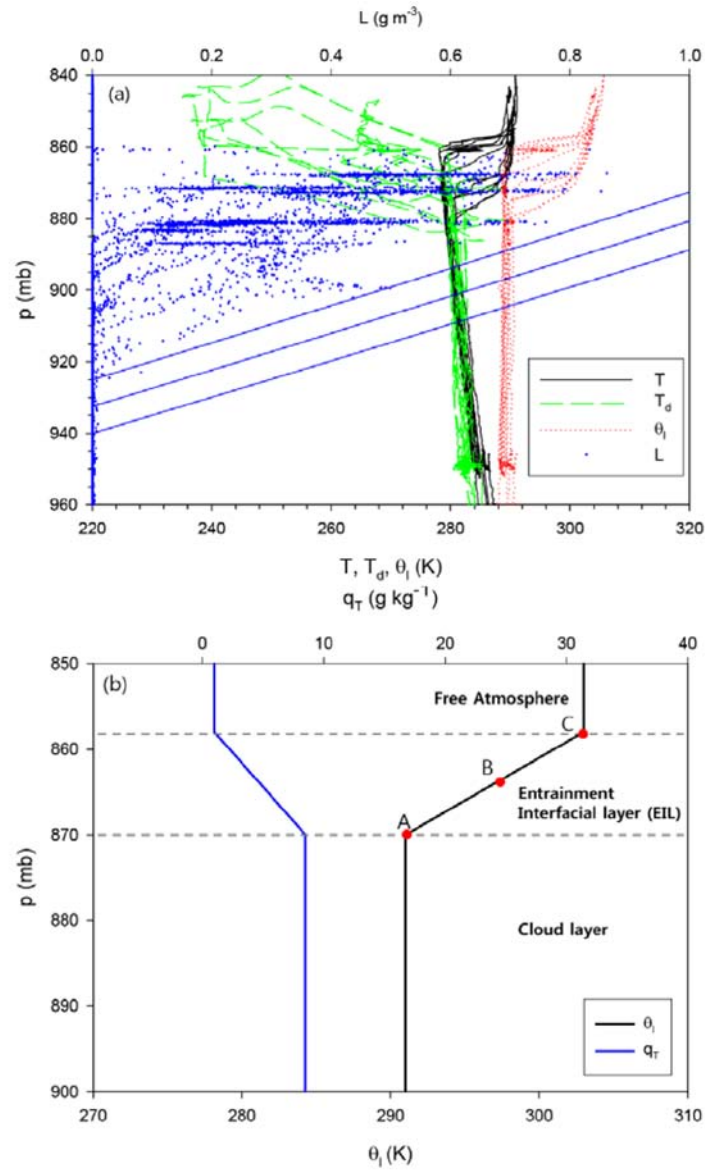 L (g m⁻³)
0.0 0.2 0.4 0.6 0.8 1.0
(a)
840
860
880
900
920
940
960
p (mb)
T
T_d
θ_l
L
220 240 260 280 300 320
T, T_d, θ_l (K)
q_T (g kg⁻¹)
0 10 20 30 40
(b)
850
860
870
880
890
900
p (mb)
Free Atmosphere
C
B
Entrainment
Interfacial layer (EIL)
A
Cloud layer
θ_l
q_T
270 280 290 300 310
θ_l (K)